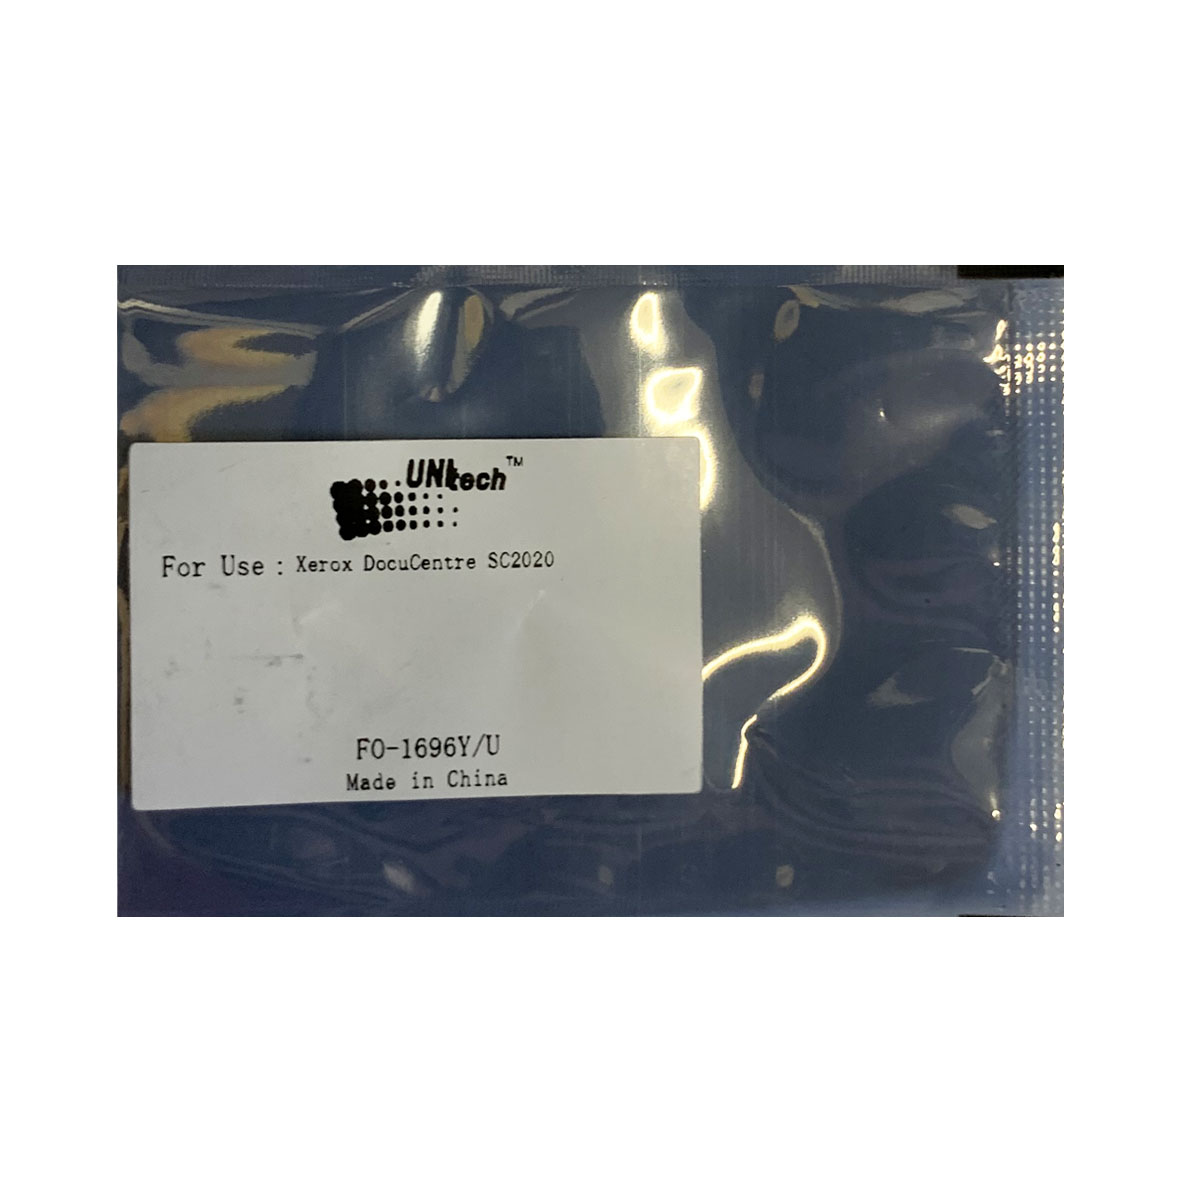 UNItech™
For Use : Xerox DocuCentre SC2020
FO-1696Y/U
Made in China